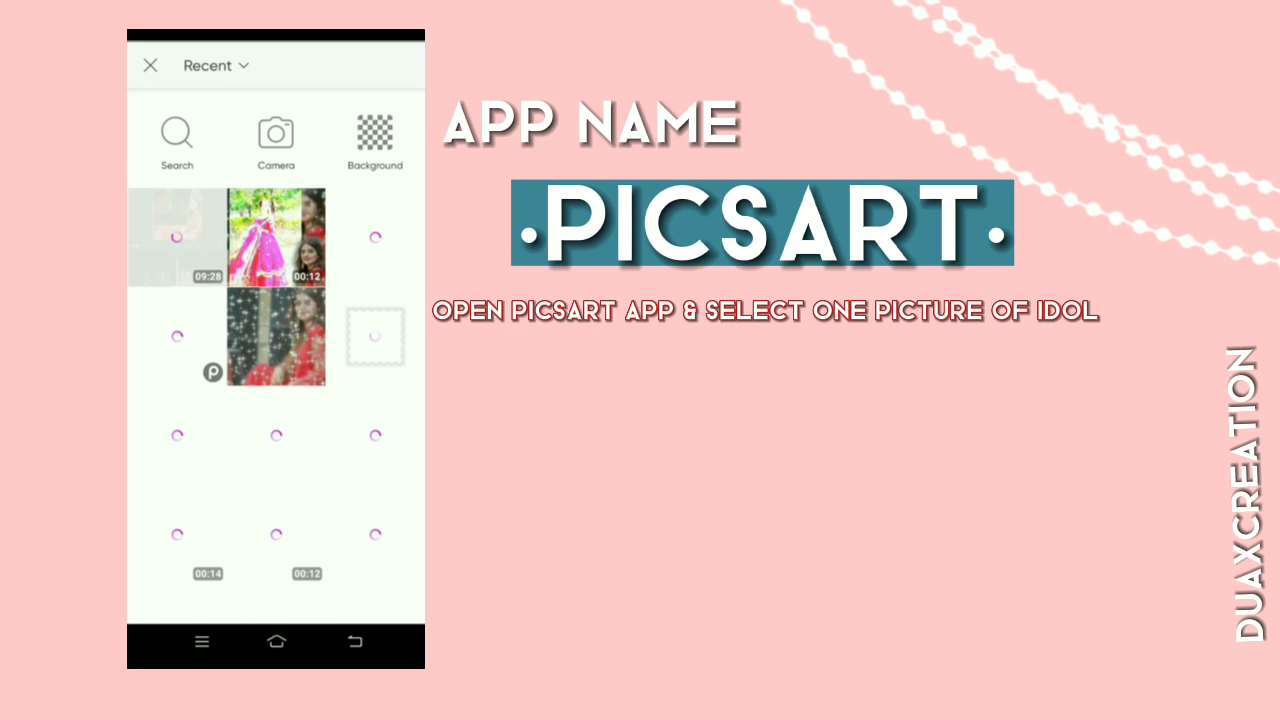 Recent
Search
Camera
Background
09:28
00:12
00:14
00:12
APP NAME
·PICSART·
OPEN PICSART APP & SELECT ONE PICTURE OF IDOL
DUAXCREATION